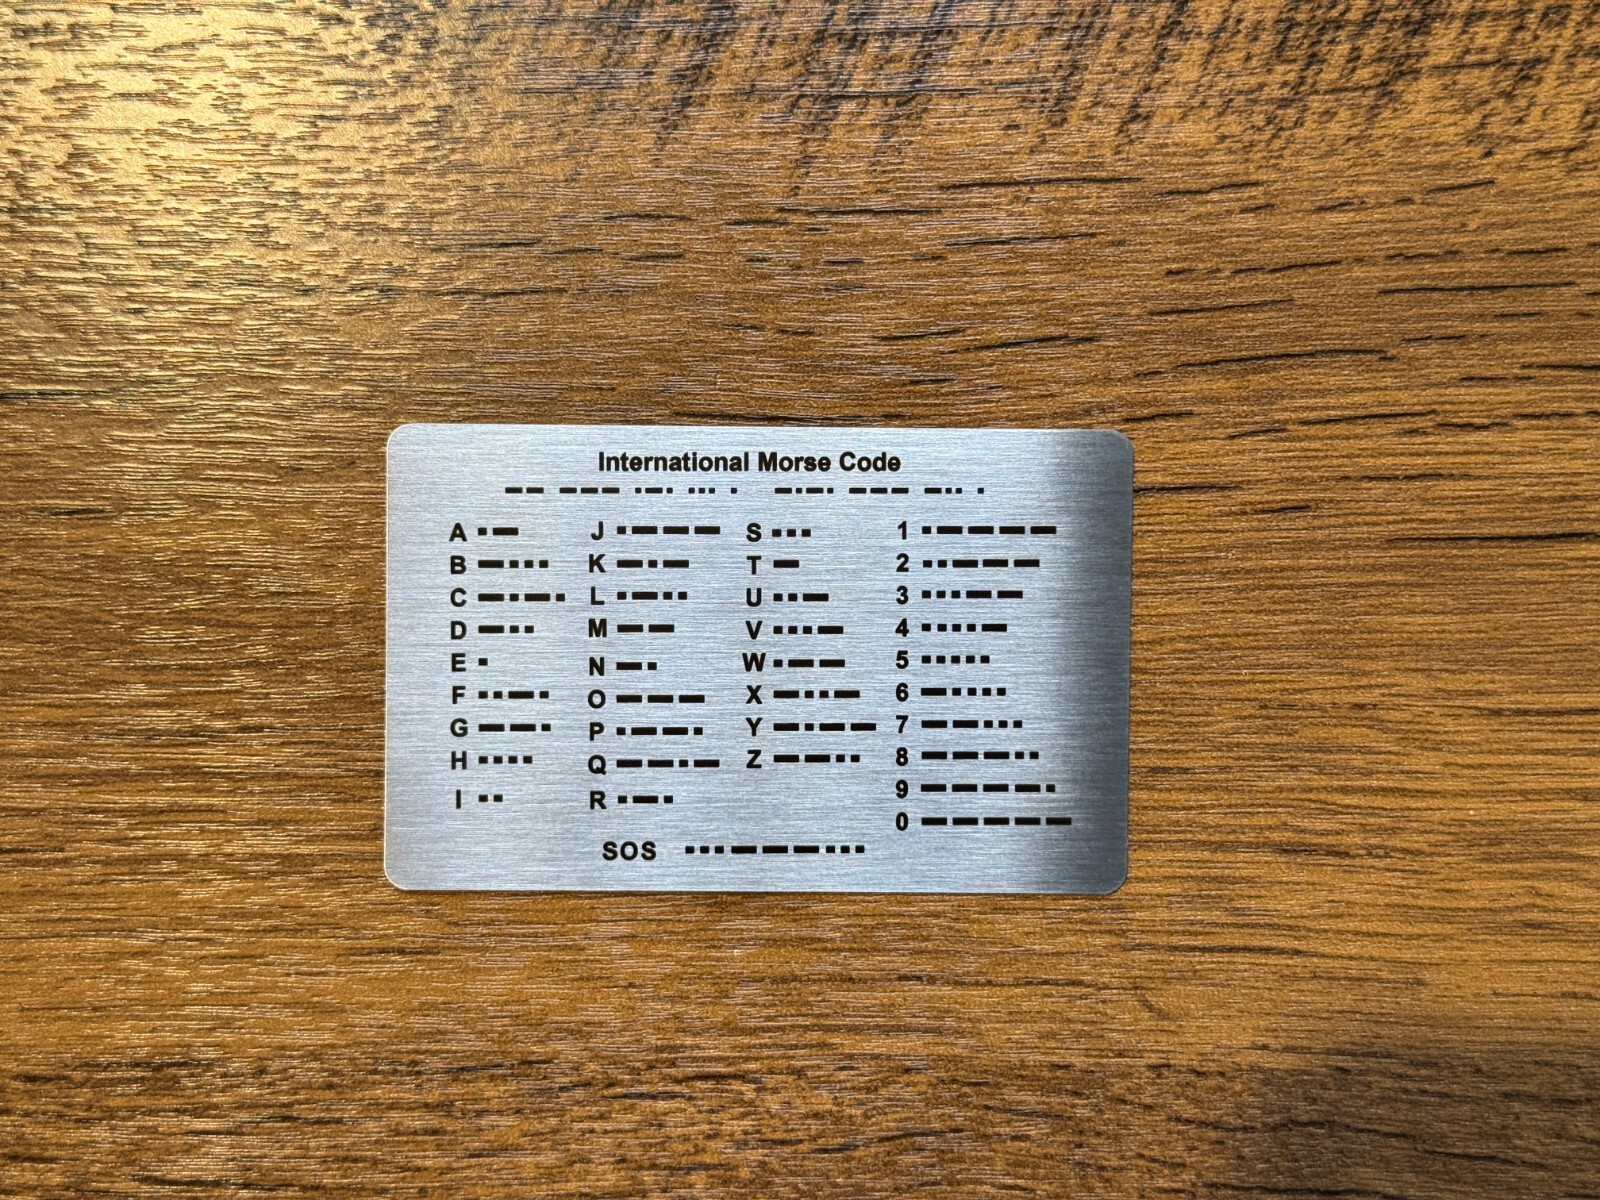 International Morse Code
-- --- .-. ... . -.-. --- -.. .
A .- J .--- S ... 1 .----
B -... K -.- T - 2 ..---
C -.-. L .-.. U ..- 3 ...--
D -.. M -- V ...- 4 ....-
E . N -. W .-- 5 .....
F ..-. O --- X -..- 6 -....
G --. P .--. Y -.-- 7 --...
H .... Q --.- Z --.. 8 ---..
I .. R .-. 9 ----.
0 -----
SOS ...---...